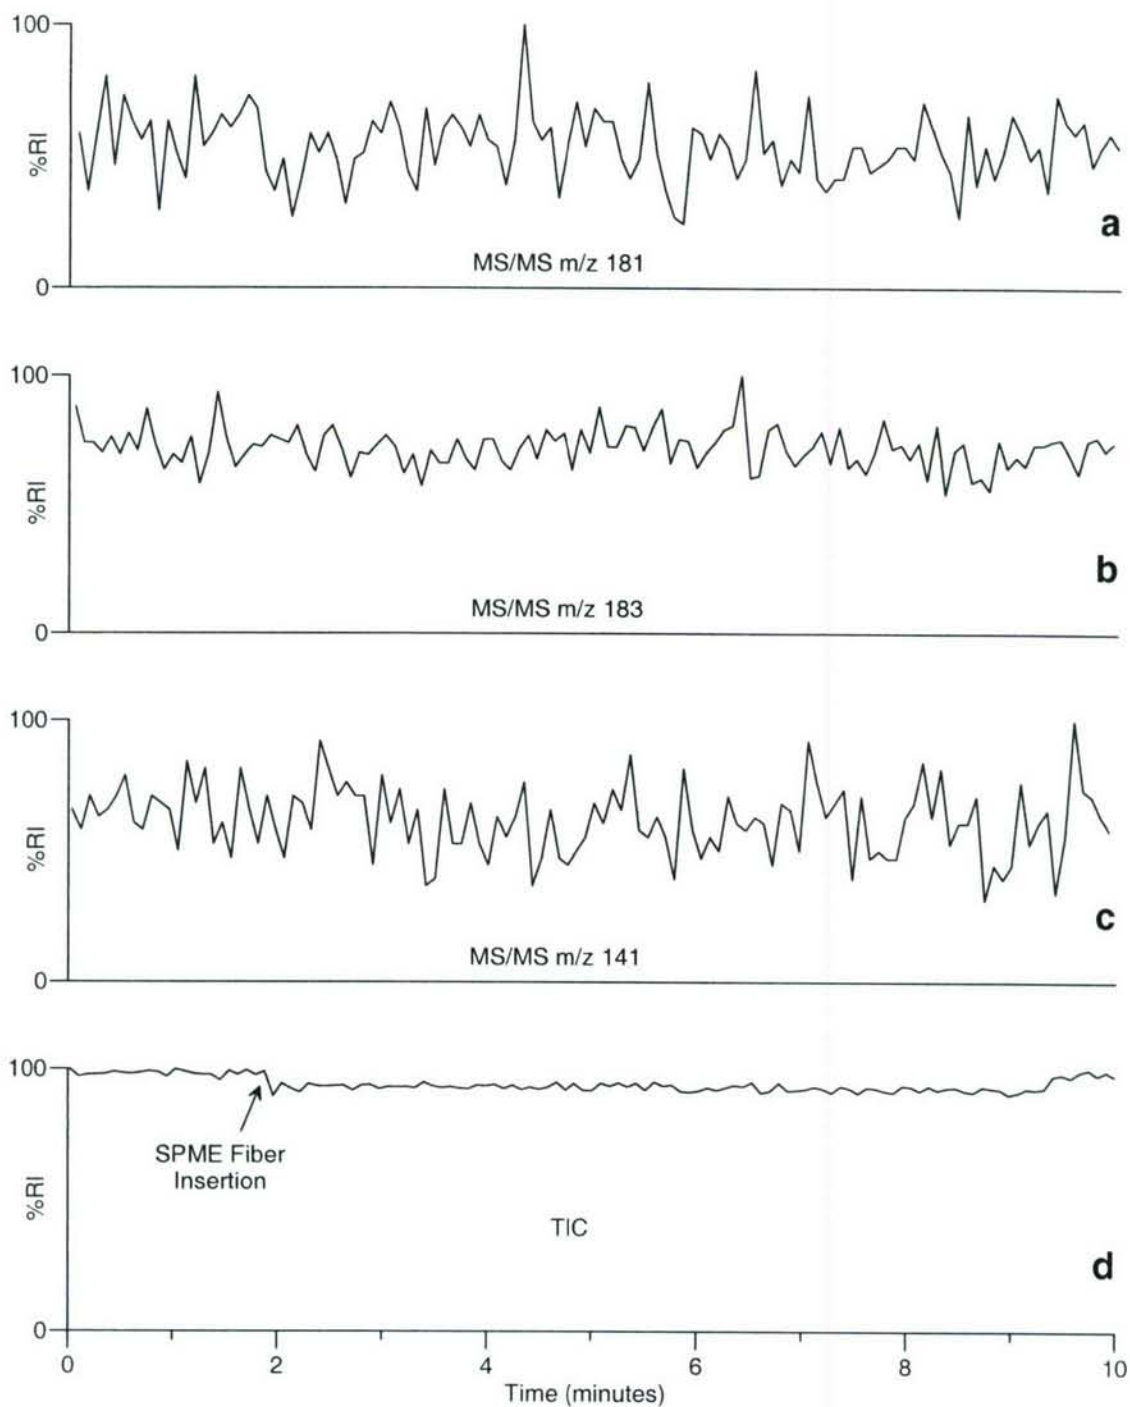 100
%RI
a
MS/MS m/z 181
0
100
%RI
b
MS/MS m/z 183
0
100
%RI
c
MS/MS m/z 141
0
100
SPME Fiber
Insertion
%RI
TIC
d
0
0 2 4 6 8 10
Time (minutes)